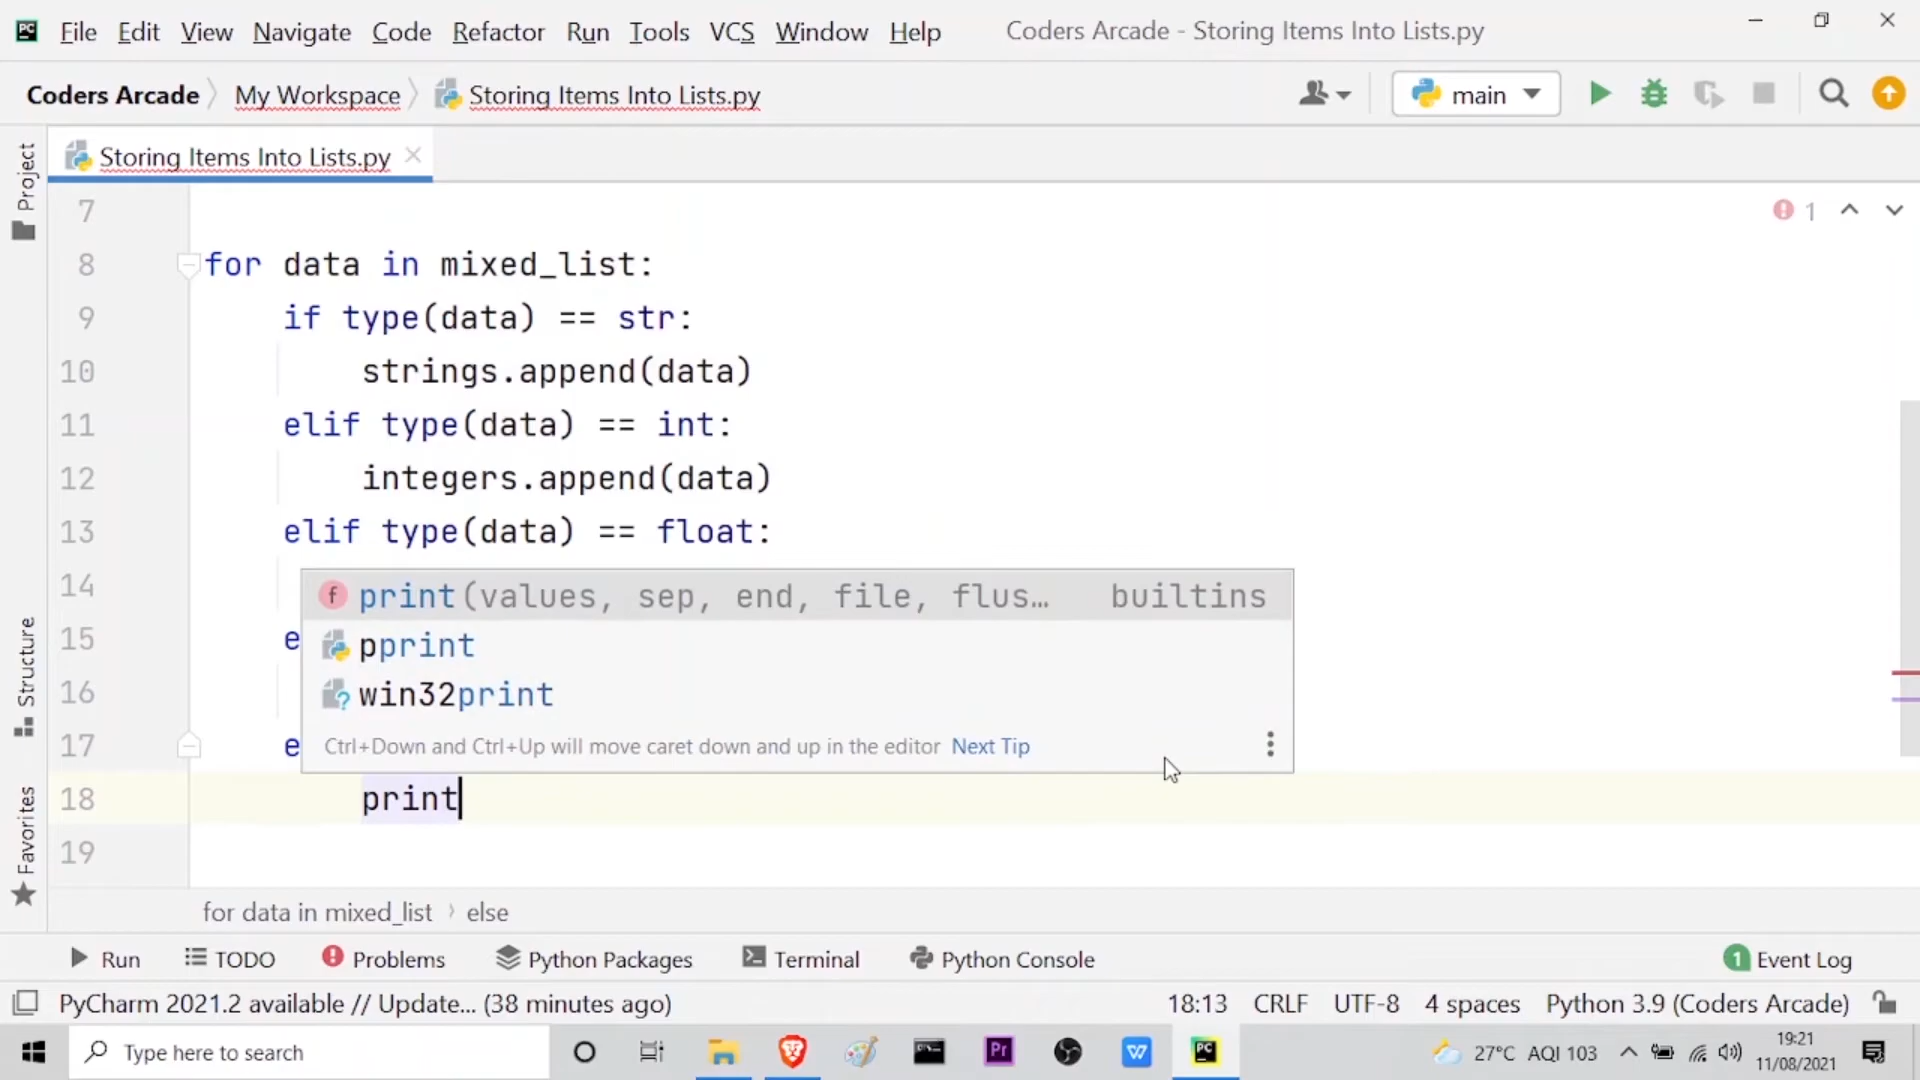 File Edit View Navigate Code Refactor Run Tools VCS Window Help Coders Arcade - Storing Items Into Lists.py
Coders Arcade My Workspace Storing Items Into Lists.py main
Storing Items Into Lists.py
Project
Structure
Favorites
7
1
8 for data in mixed_list:
9 if type(data) == str:
10 strings.append(data)
11 elif type(data) == int:
12 integers.append(data)
13 elif type(data) == float:
14 print(values, sep, end, file, flus… builtins
15 e pprint
16 win32print
17 e Ctrl+Down and Ctrl+Up will move caret down and up in the editor Next Tip
18 print
19
for data in mixed_list › else
Run TODO Problems Python Packages Terminal Python Console 1 Event Log
PyCharm 2021.2 available // Update... (38 minutes ago) 18:13 CRLF UTF-8 4 spaces Python 3.9 (Coders Arcade)
Type here to search Pr W PC 27°C AQI 103 19:21
11/08/2021